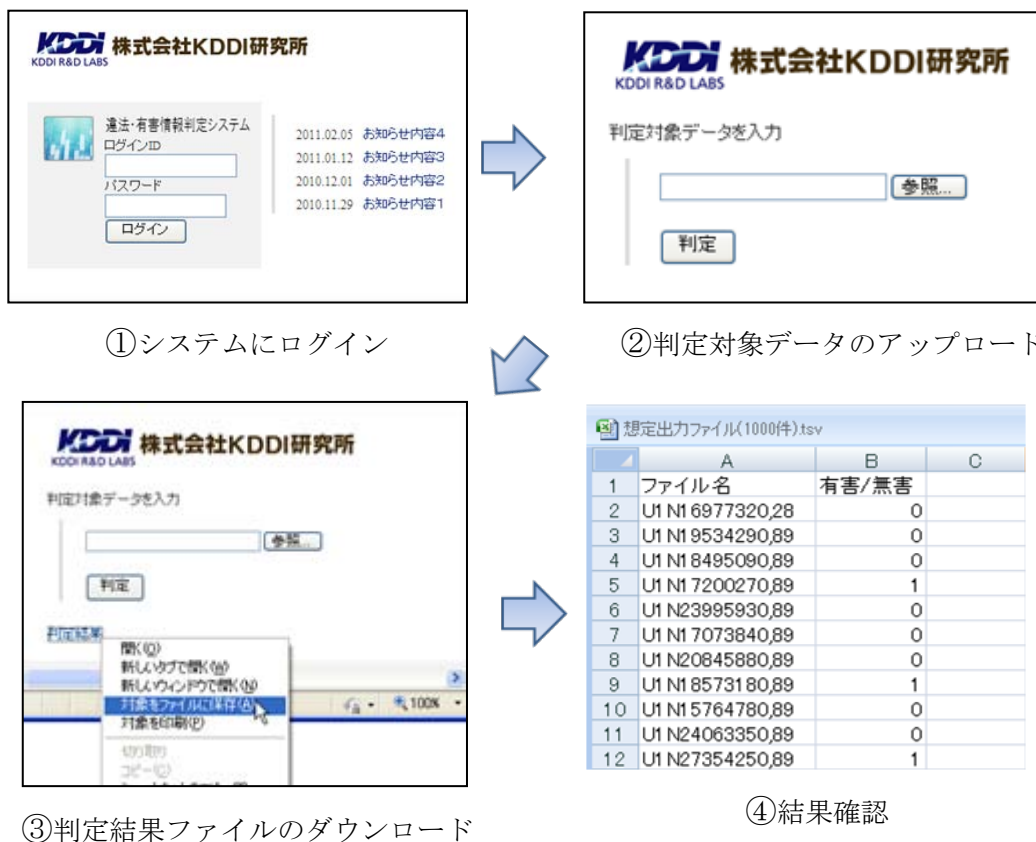 KDDI 株式会社KDDI研究所
KDDI R&D LABS
違法・有害情報判定システム
ログインID
パスワード
ログイン
2011.02.05 お知らせ内容4
2011.01.12 お知らせ内容3
2010.12.01 お知らせ内容2
2010.11.29 お知らせ内容1
①システムにログイン
KDDI 株式会社KDDI研究所
KDDI R&D LABS
判定対象データを入力
参照...
判定
②判定対象データのアップロード
KDDI 株式会社KDDI研究所
KDDI R&D LABS
判定対象データを入力
参照...
判定
判定結果
開く(O)
新しいタブで開く(W)
新しいウィンドウで開く(N)
対象をファイルに保存(A)...
対象を印刷(P)
切り取り
コピー(C)
100%
③判定結果ファイルのダウンロード
想定出力ファイル(1000件).tsv
A B C
1 ファイル名 有害/無害
2 U1N16977320,28 0
3 U1N19534290,89 0
4 U1N18495090,89 0
5 U1N17200270,89 1
6 U1N23995930,89 0
7 U1N17073840,89 0
8 U1N20845880,89 0
9 U1N18573180,89 1
10 U1N15764780,89 0
11 U1N24063350,89 0
12 U1N27354250,89 1
④結果確認